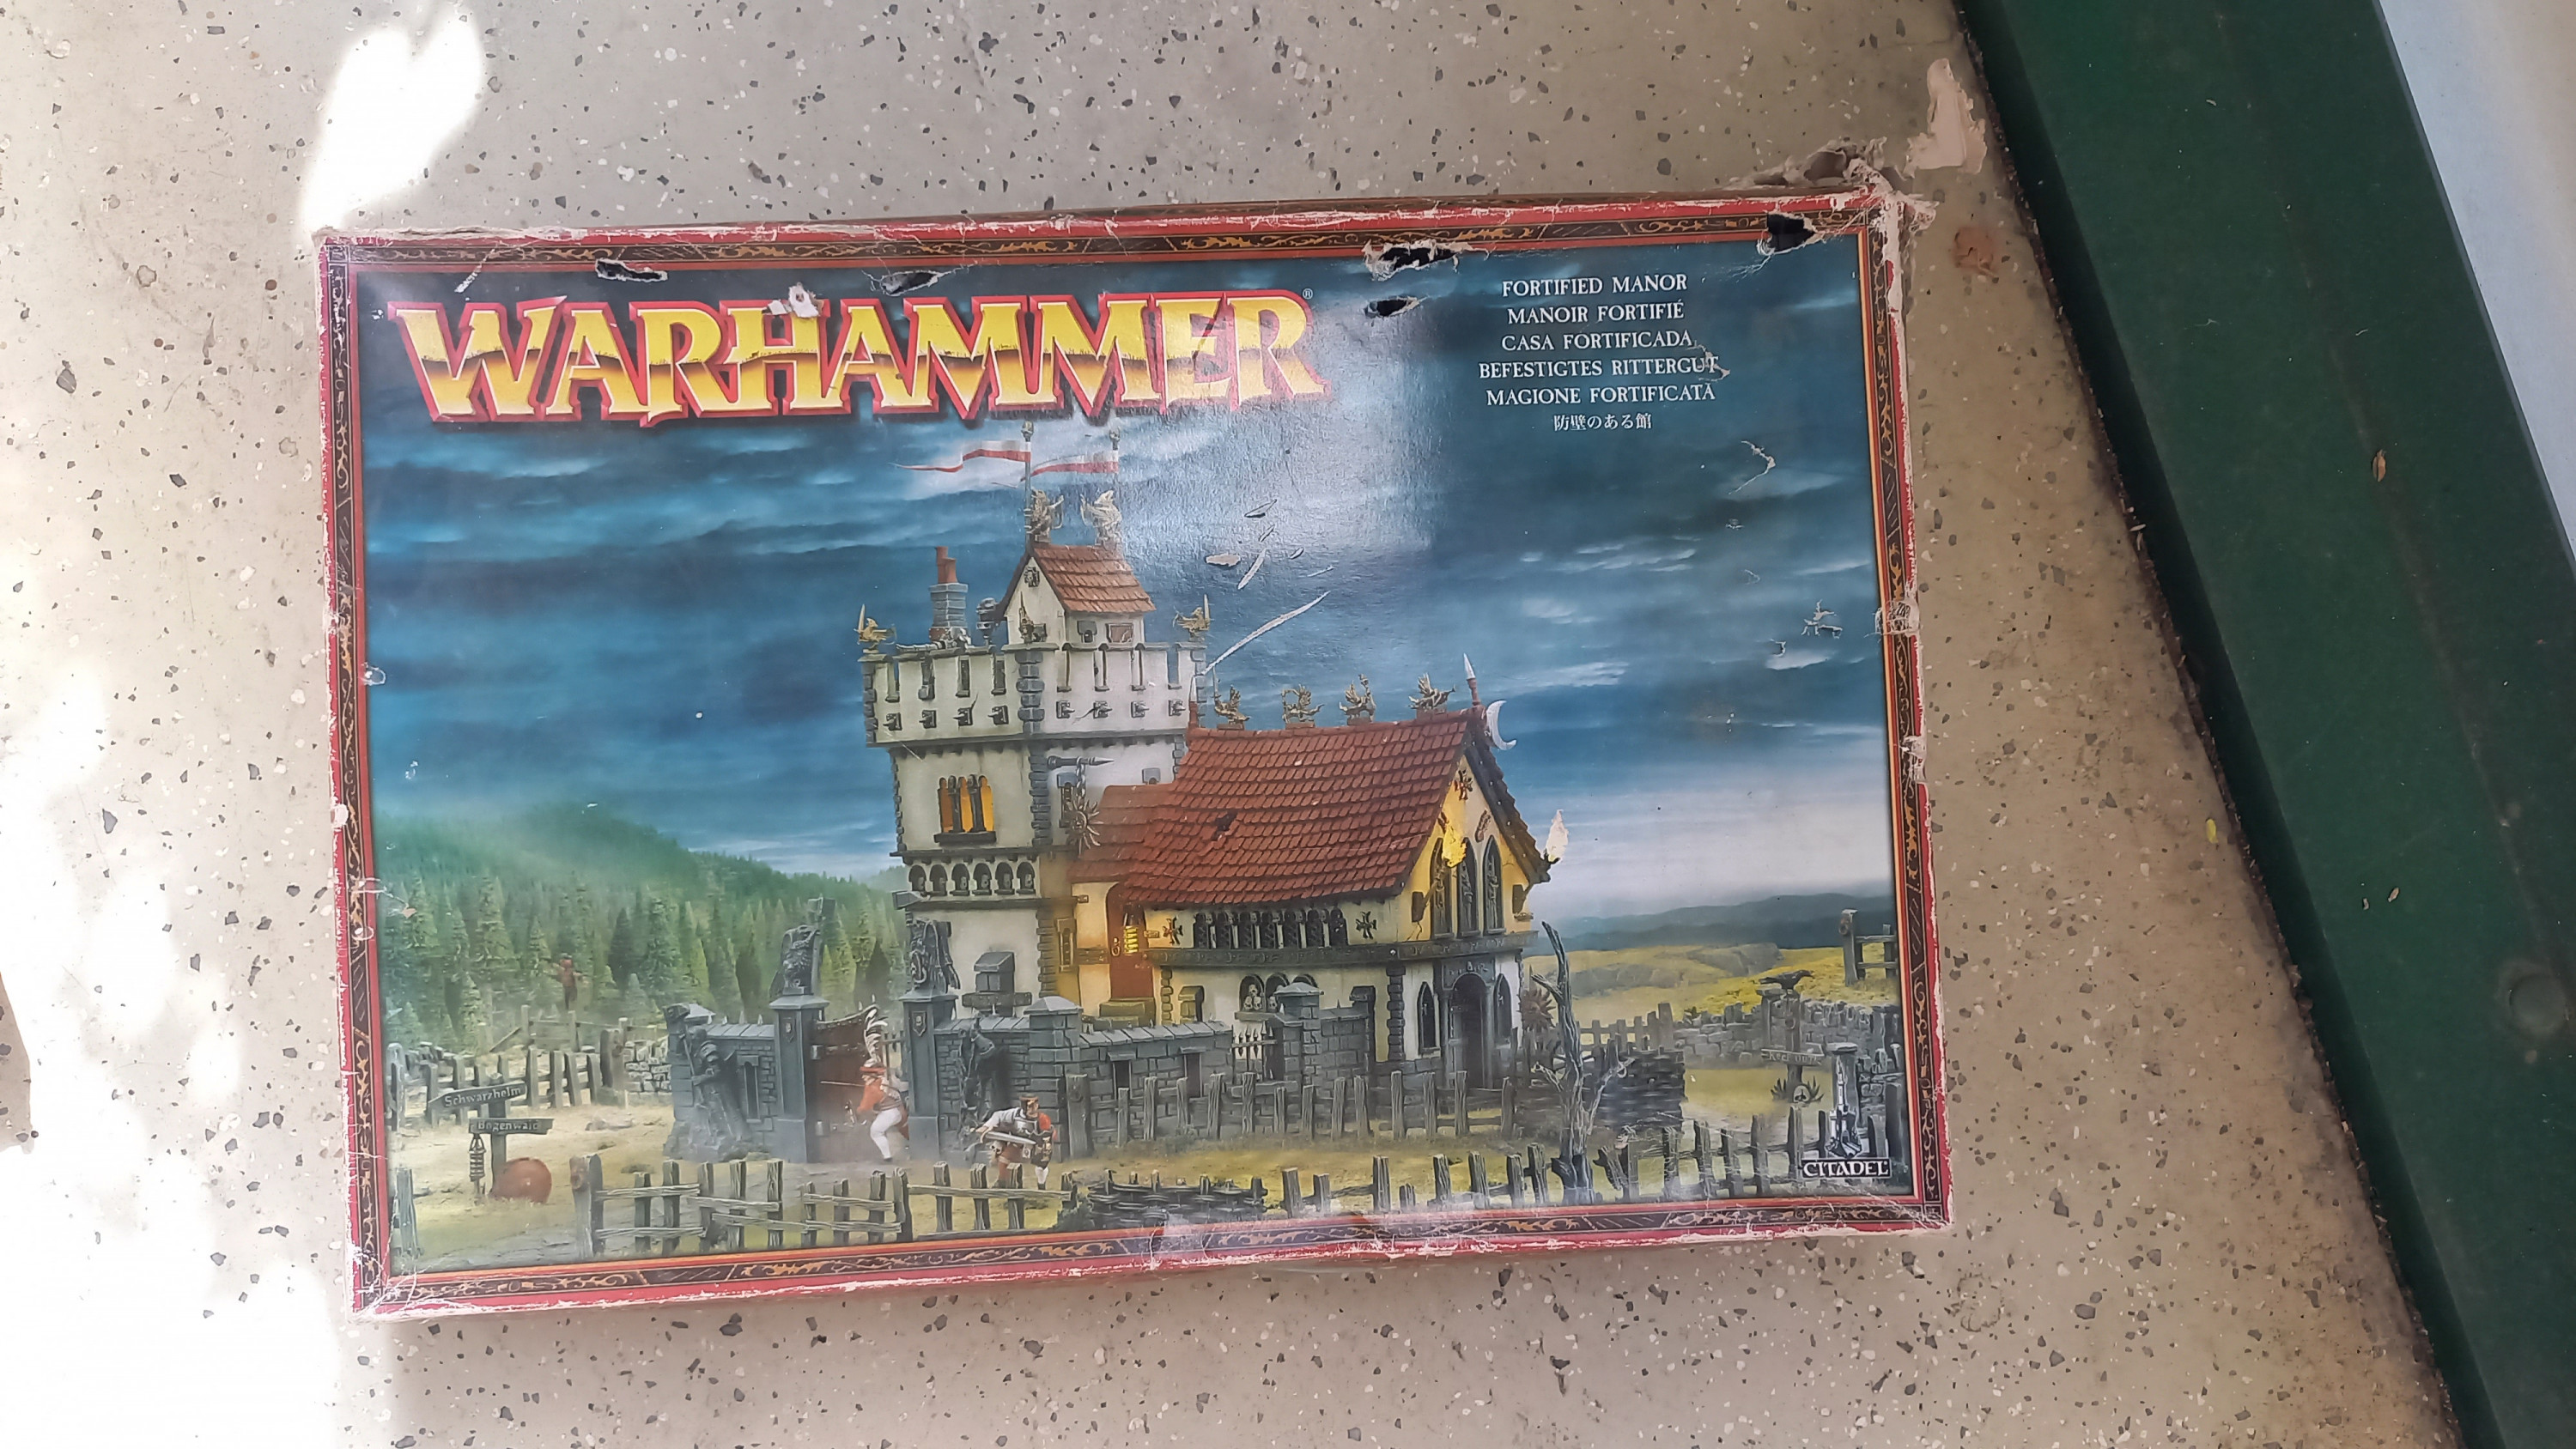 WARHAMMER®
FORTIFIED MANOR
MANOIR FORTIFIÉ
CASA FORTIFICADA
BEFESTIGTES RITTERGUT
MAGIONE FORTIFICATA
防壁のある館
Schwarzhelm
Bogenwald
CITADEL